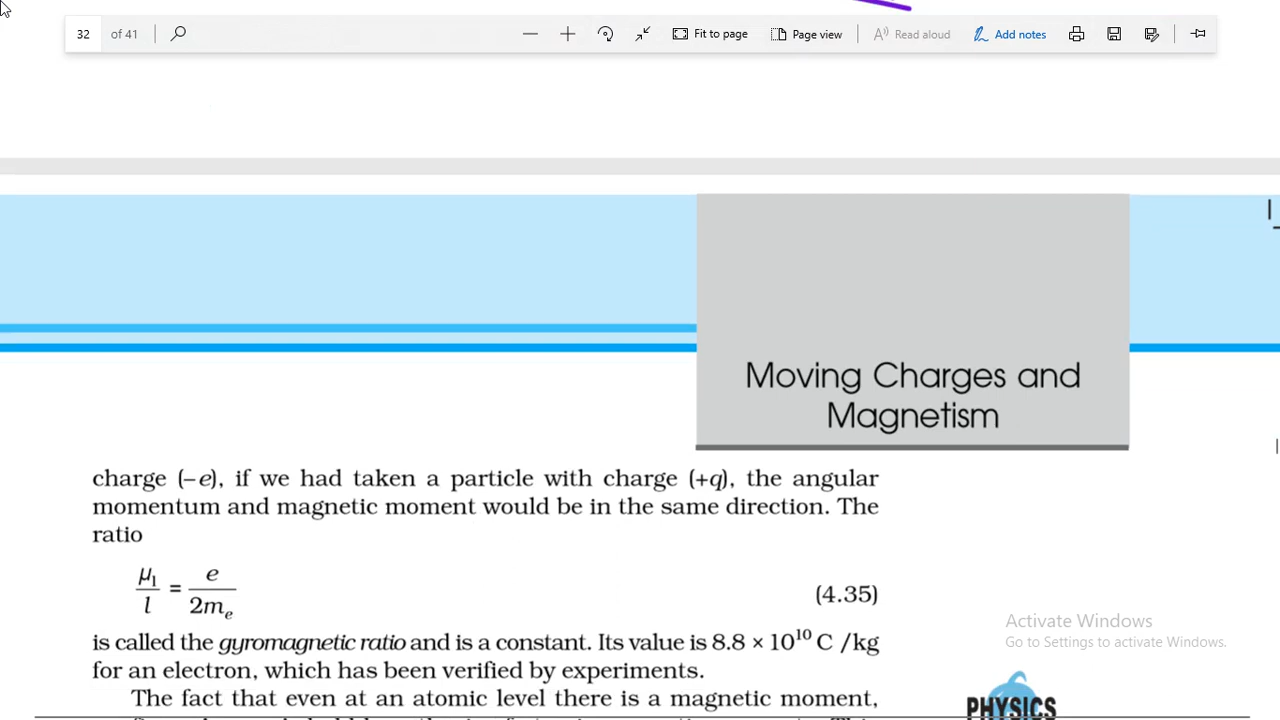 32 of 41 Fit to page Page view Read aloud Add notes
Moving Charges and
Magnetism
charge (–e), if we had taken a particle with charge (+q), the angular
momentum and magnetic moment would be in the same direction. The
ratio
μl / l = e / 2me (4.35)
is called the gyromagnetic ratio and is a constant. Its value is 8.8 × 10¹⁰ C /kg
for an electron, which has been verified by experiments.
The fact that even at an atomic level there is a magnetic moment,
Activate Windows
Go to Settings to activate Windows.
PHYSICS